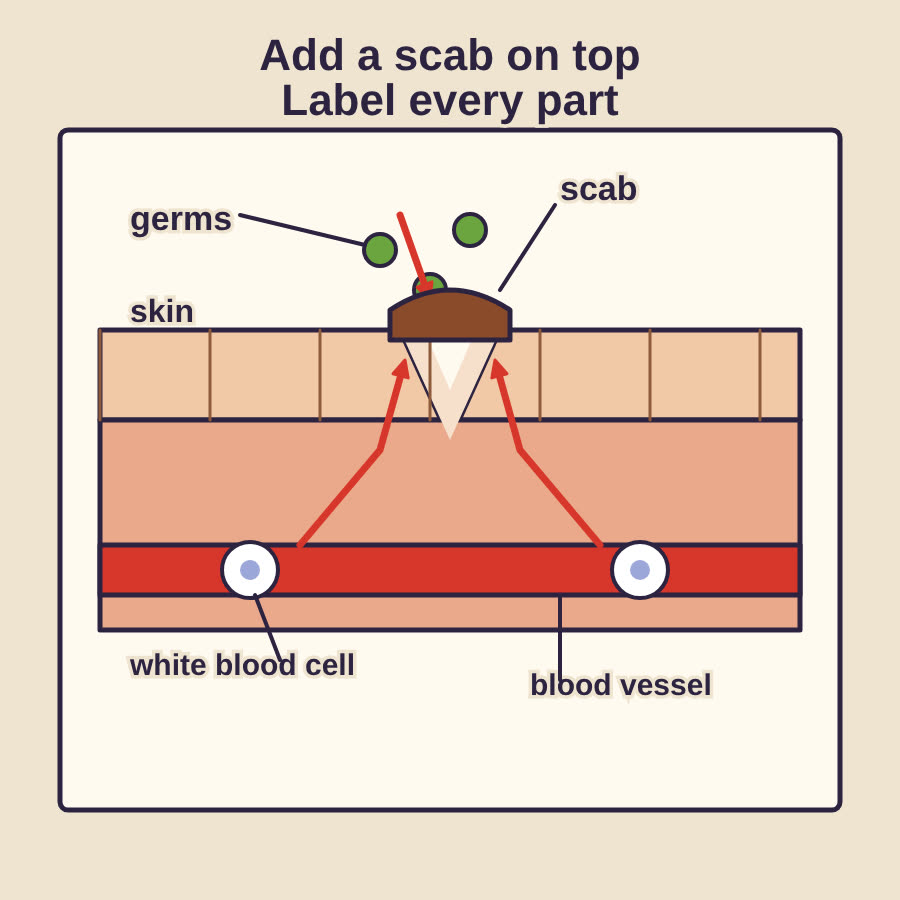 Add a scab on top
Label every part
scab
germs
skin
white blood cell
blood vessel